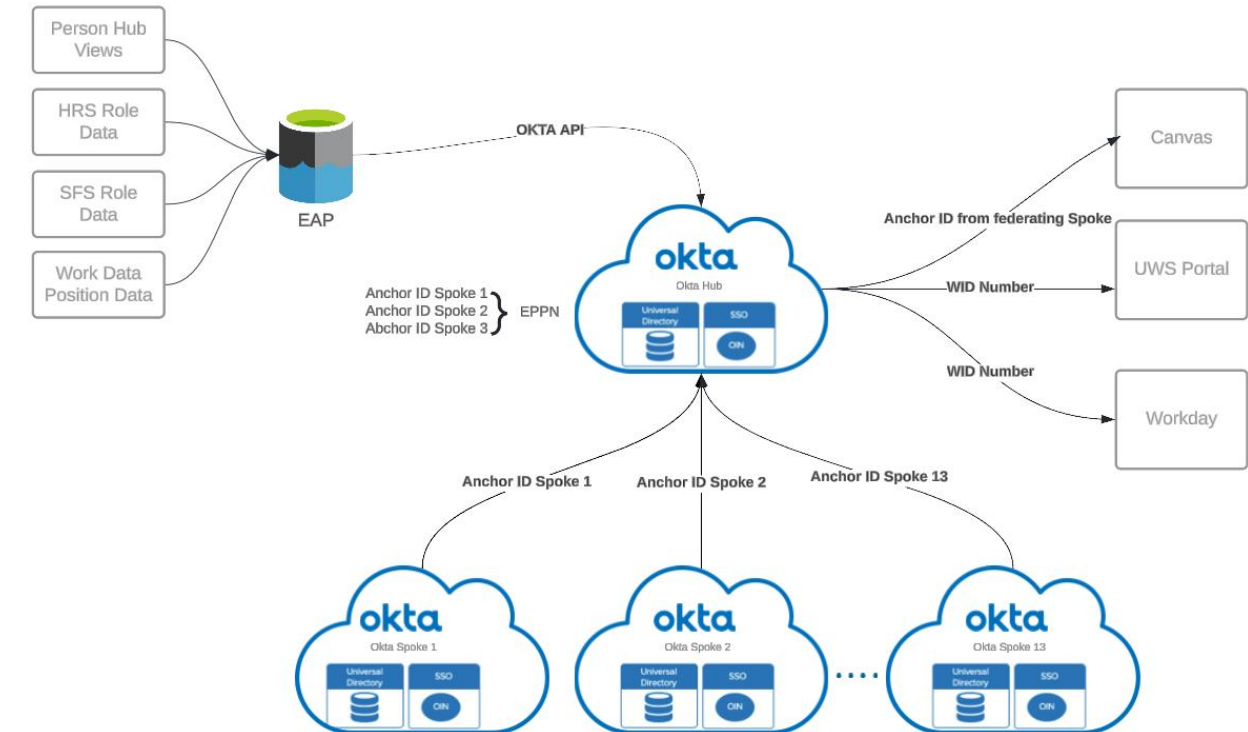 Person Hub
Views
HRS Role
Data
SFS Role
Data
Work Data
Position Data
EAP
OKTA API
Canvas
Anchor ID from federating Spoke
UWS Portal
WID Number
WID Number
Workday
okta
Okta Hub
Universal
Directory
SSO
OIN
Anchor ID Spoke 1
Anchor ID Spoke 2
Abchor ID Spoke 3
EPPN
Anchor ID Spoke 1
Anchor ID Spoke 2
Anchor ID Spoke 13
okta
Okta Spoke 1
Universal
Directory
SSO
OIN
okta
Okta Spoke 2
Universal
Directory
SSO
OIN
okta
Okta Spoke 13
Universal
Directory
SSO
OIN